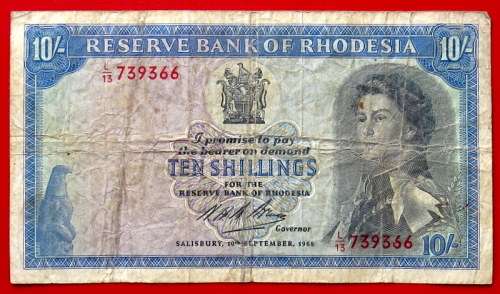 10/- RESERVE BANK OF RHODESIA 10/-
L/13 739366
I promise to pay
the bearer on demand
TEN SHILLINGS
FOR THE
RESERVE BANK OF RHODESIA
Governor
SALISBURY, 10TH SEPTEMBER, 1968
L/13 739366
10/-